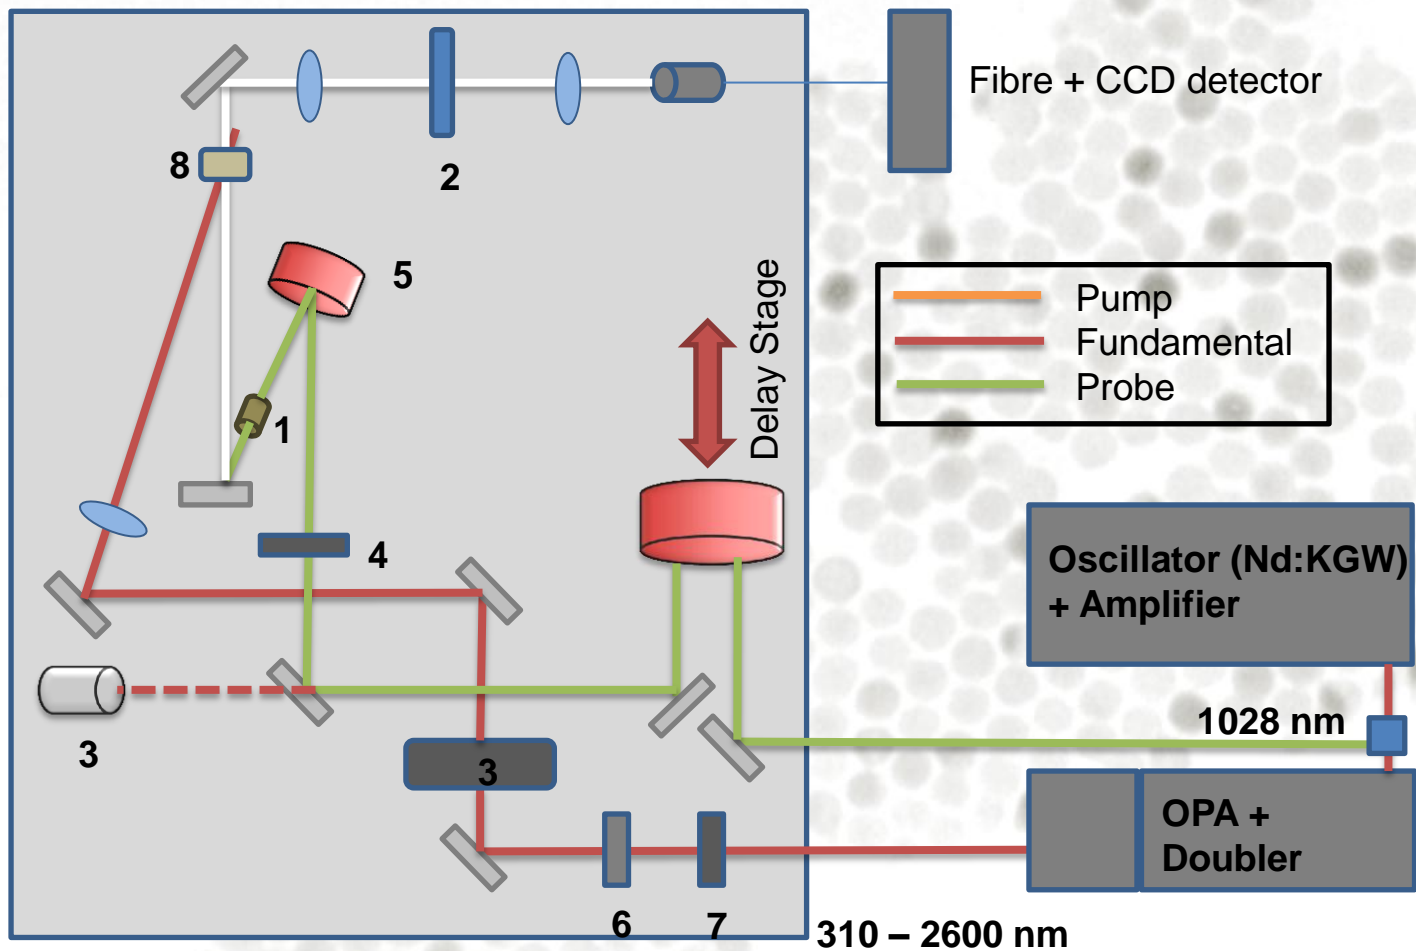 Fibre + CCD detector
8
2
5
Delay Stage
Pump
Fundamental
Probe
1
4
Oscillator (Nd:KGW)
+ Amplifier
3
1028 nm
3
OPA +
Doubler
6
7
310 – 2600 nm